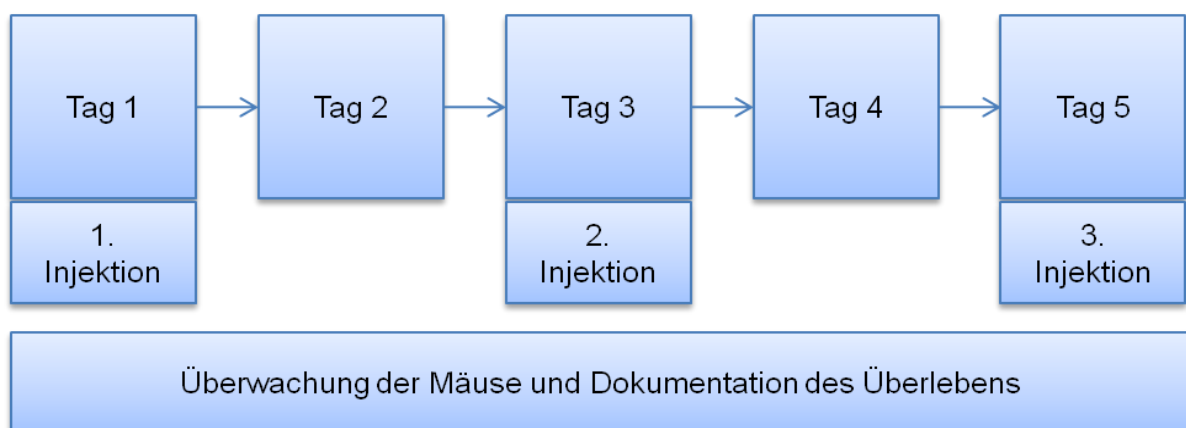 Tag 1
Tag 2
Tag 3
Tag 4
Tag 5
1.
Injektion
2.
Injektion
3.
Injektion
Überwachung der Mäuse und Dokumentation des Überlebens